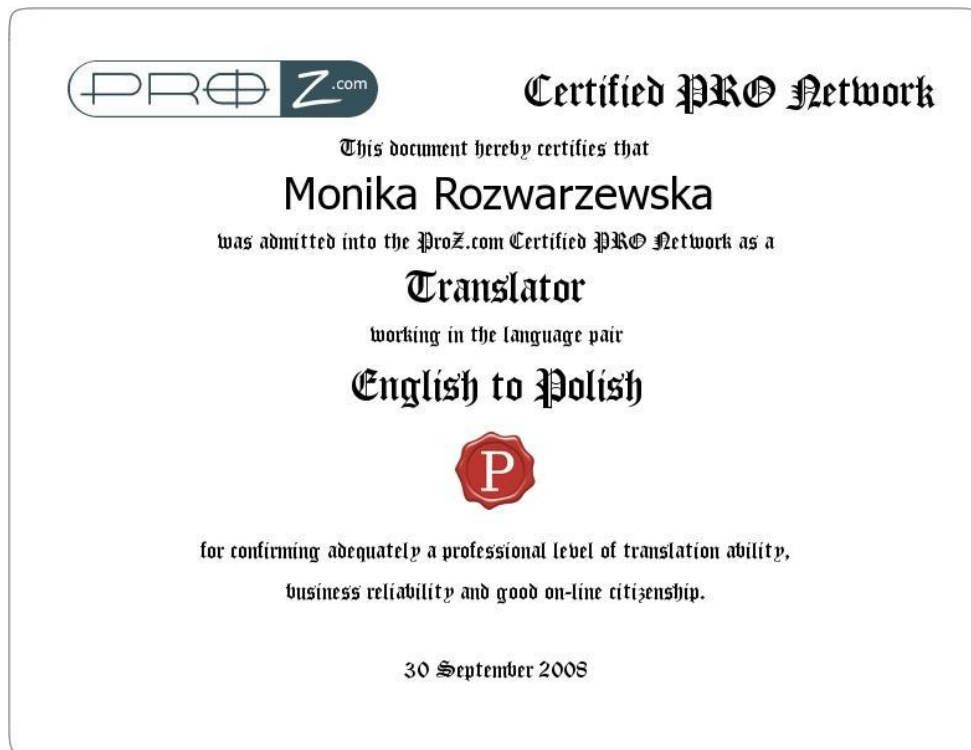 PROZ.com
Certified PRO Network
This document hereby certifies that
Monika Rozwarzewska
was admitted into the ProZ.com Certified PRO Network as a
Translator
working in the language pair
English to Polish
P
for confirming adequately a professional level of translation ability,
business reliability and good on-line citizenship.
30 September 2008